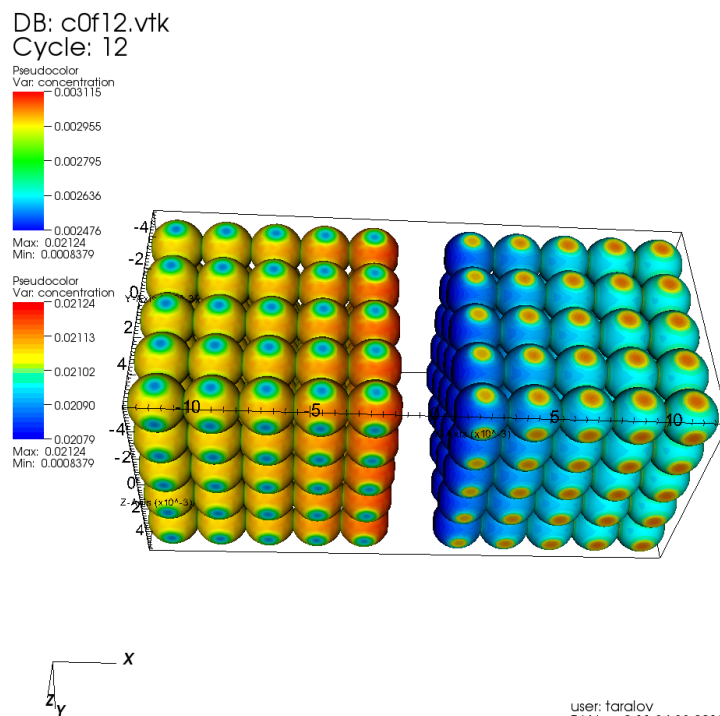 DB: c0f12.vtk
Cycle: 12
Pseudocolor
Var: concentration
0.003115
0.002955
0.002795
0.002636
0.002476
Max: 0.02124
Min: 0.0008379
Pseudocolor
Var: concentration
0.02124
0.02113
0.02102
0.02090
0.02079
Max: 0.02124
Min: 0.0008379
-4
-2
0
2
4
-10
-5
5
10
-4
-2
0
2
4
Z-Axis (x10^-3)
X
Z
Y
user: taralov